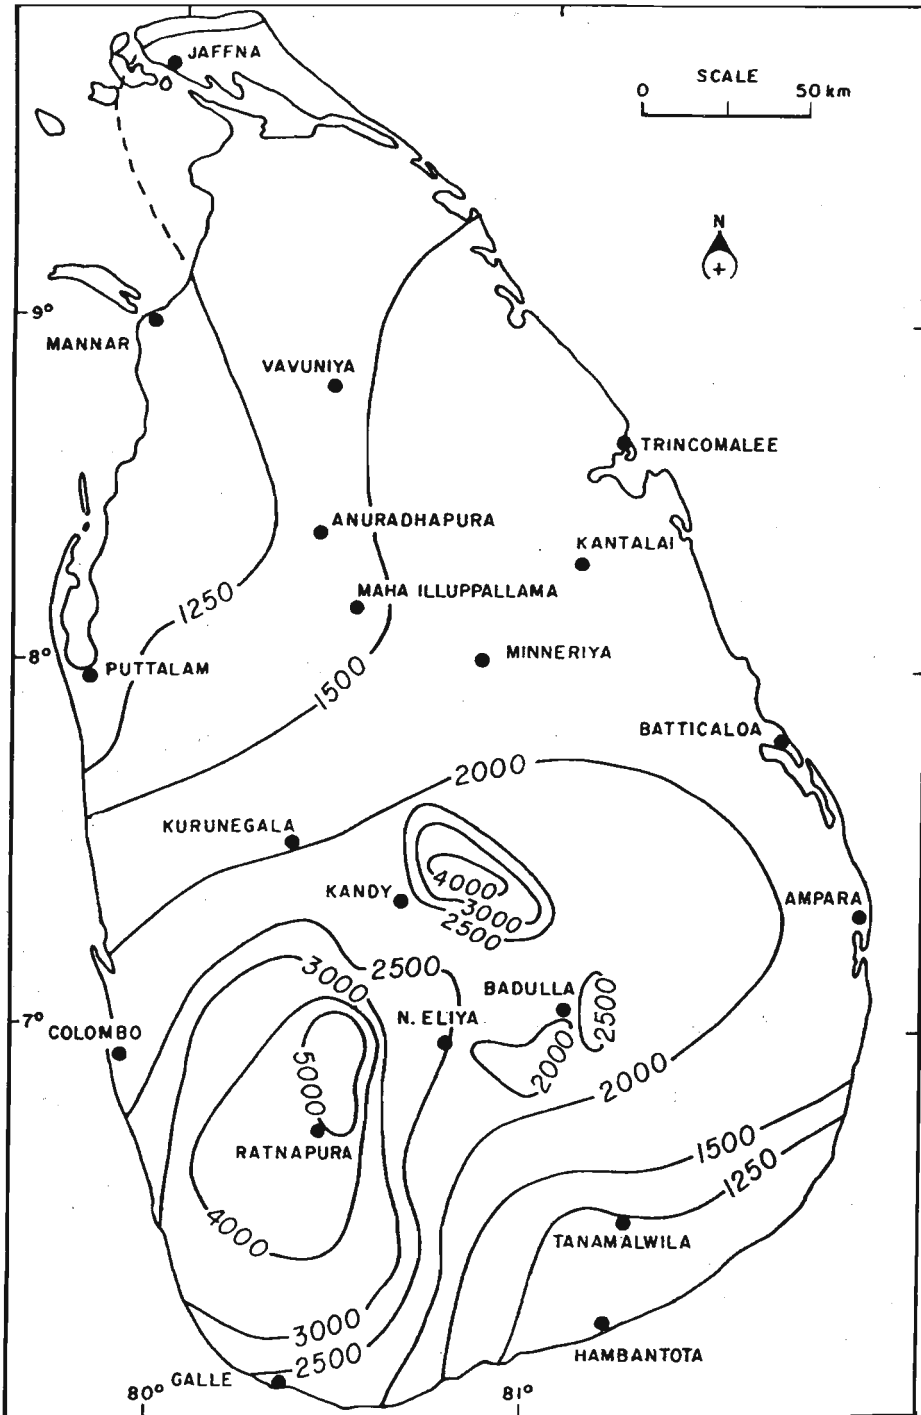 JAFFNA
SCALE
0 50 km
N
9°
MANNAR
VAVUNIYA
TRINCOMALEE
ANURADHAPURA
KANTALAI
1250
MAHA ILLUPPALLAMA
8°
PUTTALAM
MINNERIYA
1500
BATTICALOA
2000
KURUNEGALA
4000
KANDY
3000
AMPARA
2500
2500
3000
BADULLA
2500
7°
COLOMBO
N. ELIYA
2000
2000
5000
RATNAPURA
1500
1250
4000
TANAMALWILA
3000
2500
HAMBANTOTA
GALLE
80° 81°